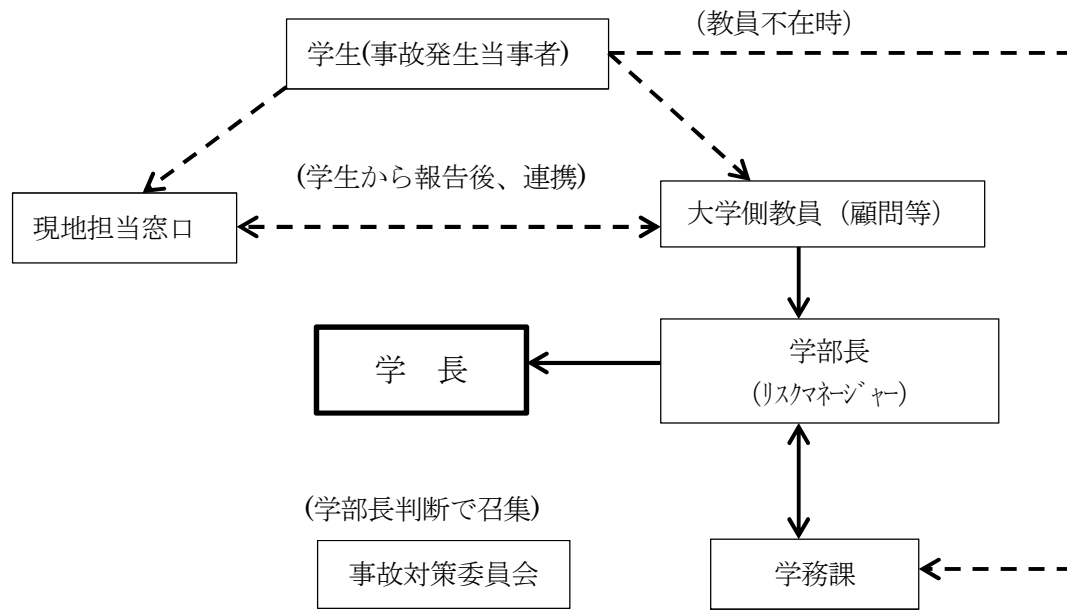 (教員不在時)
学生(事故発生当事者)
(学生から報告後、連携)
現地担当窓口
大学側教員（顧問等）
学部長
(ﾘｽｸﾏﾈｰｼﾞｬｰ)
学　長
(学部長判断で召集)
事故対策委員会
学務課